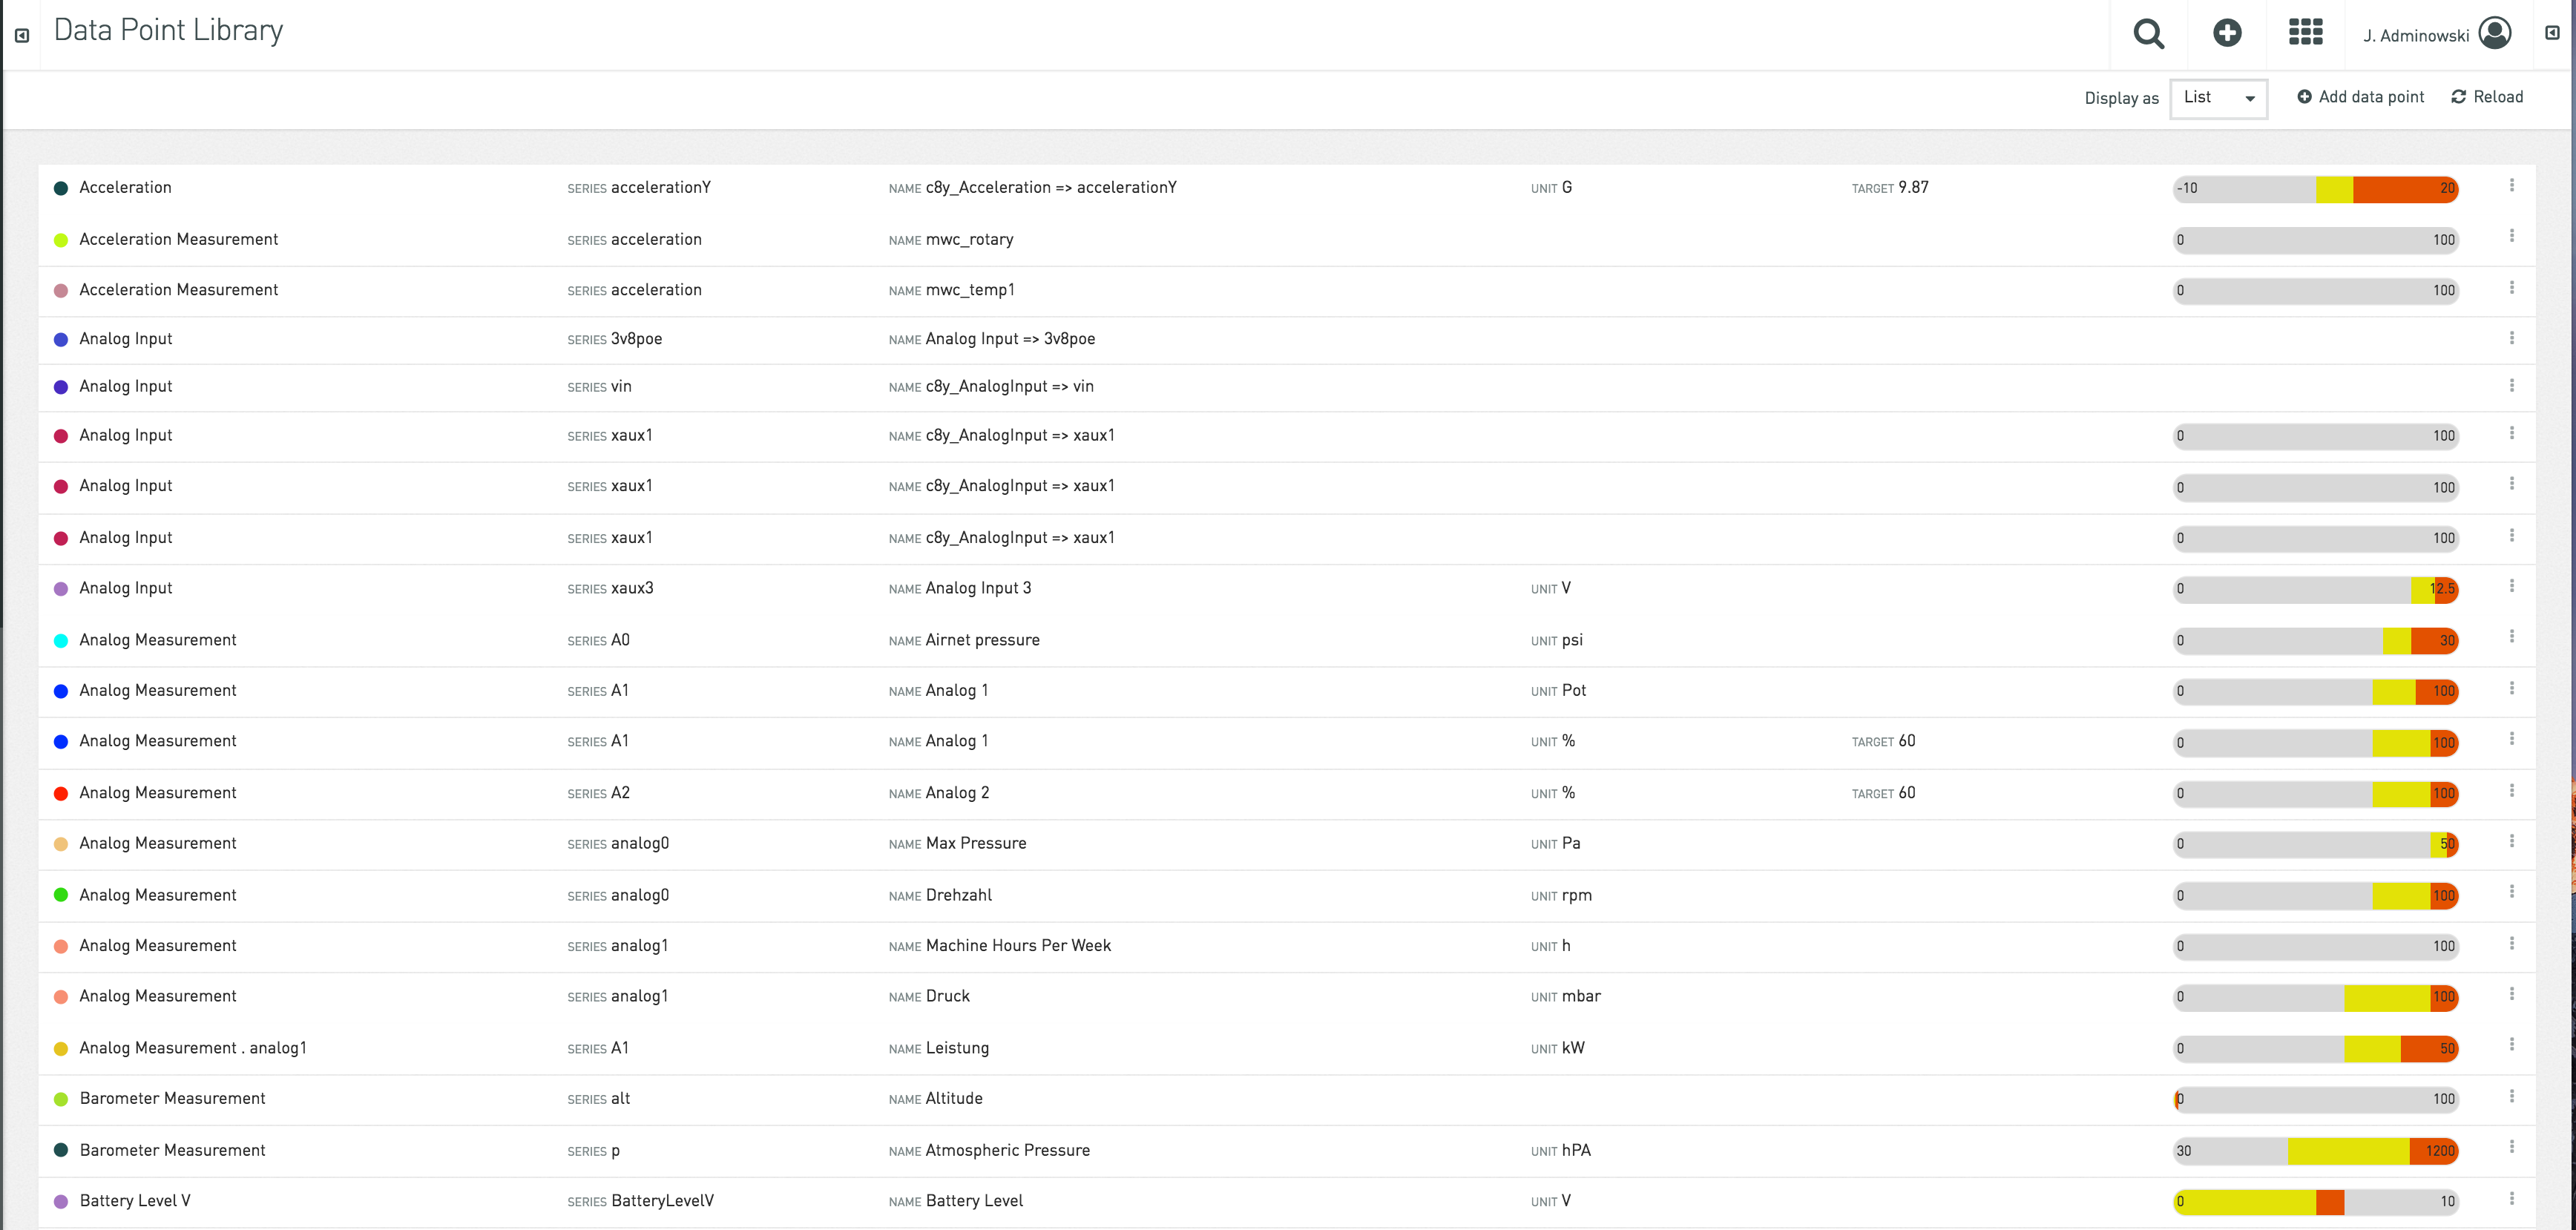 Data Point Library
J. Adminowski
Display as List Add data point Reload
Acceleration SERIES accelerationY NAME c8y_Acceleration => accelerationY UNIT G TARGET 9.87 -10 20
Acceleration Measurement SERIES acceleration NAME mwc_rotary 0 100
Acceleration Measurement SERIES acceleration NAME mwc_temp1 0 100
Analog Input SERIES 3v8poe NAME Analog Input => 3v8poe
Analog Input SERIES vin NAME c8y_AnalogInput => vin
Analog Input SERIES xaux1 NAME c8y_AnalogInput => xaux1 0 100
Analog Input SERIES xaux1 NAME c8y_AnalogInput => xaux1 0 100
Analog Input SERIES xaux1 NAME c8y_AnalogInput => xaux1 0 100
Analog Input SERIES xaux3 NAME Analog Input 3 UNIT V 0 12.5
Analog Measurement SERIES A0 NAME Airnet pressure UNIT psi 0 30
Analog Measurement SERIES A1 NAME Analog 1 UNIT Pot 0 100
Analog Measurement SERIES A1 NAME Analog 1 UNIT % TARGET 60 0 100
Analog Measurement SERIES A2 NAME Analog 2 UNIT % TARGET 60 0 100
Analog Measurement SERIES analog0 NAME Max Pressure UNIT Pa 0 50
Analog Measurement SERIES analog0 NAME Drehzahl UNIT rpm 0 100
Analog Measurement SERIES analog1 NAME Machine Hours Per Week UNIT h 0 100
Analog Measurement SERIES analog1 NAME Druck UNIT mbar 0 100
Analog Measurement . analog1 SERIES A1 NAME Leistung UNIT kW 0 50
Barometer Measurement SERIES alt NAME Altitude 0 100
Barometer Measurement SERIES p NAME Atmospheric Pressure UNIT hPA 30 1200
Battery Level V SERIES BatteryLevelV NAME Battery Level UNIT V 0 10